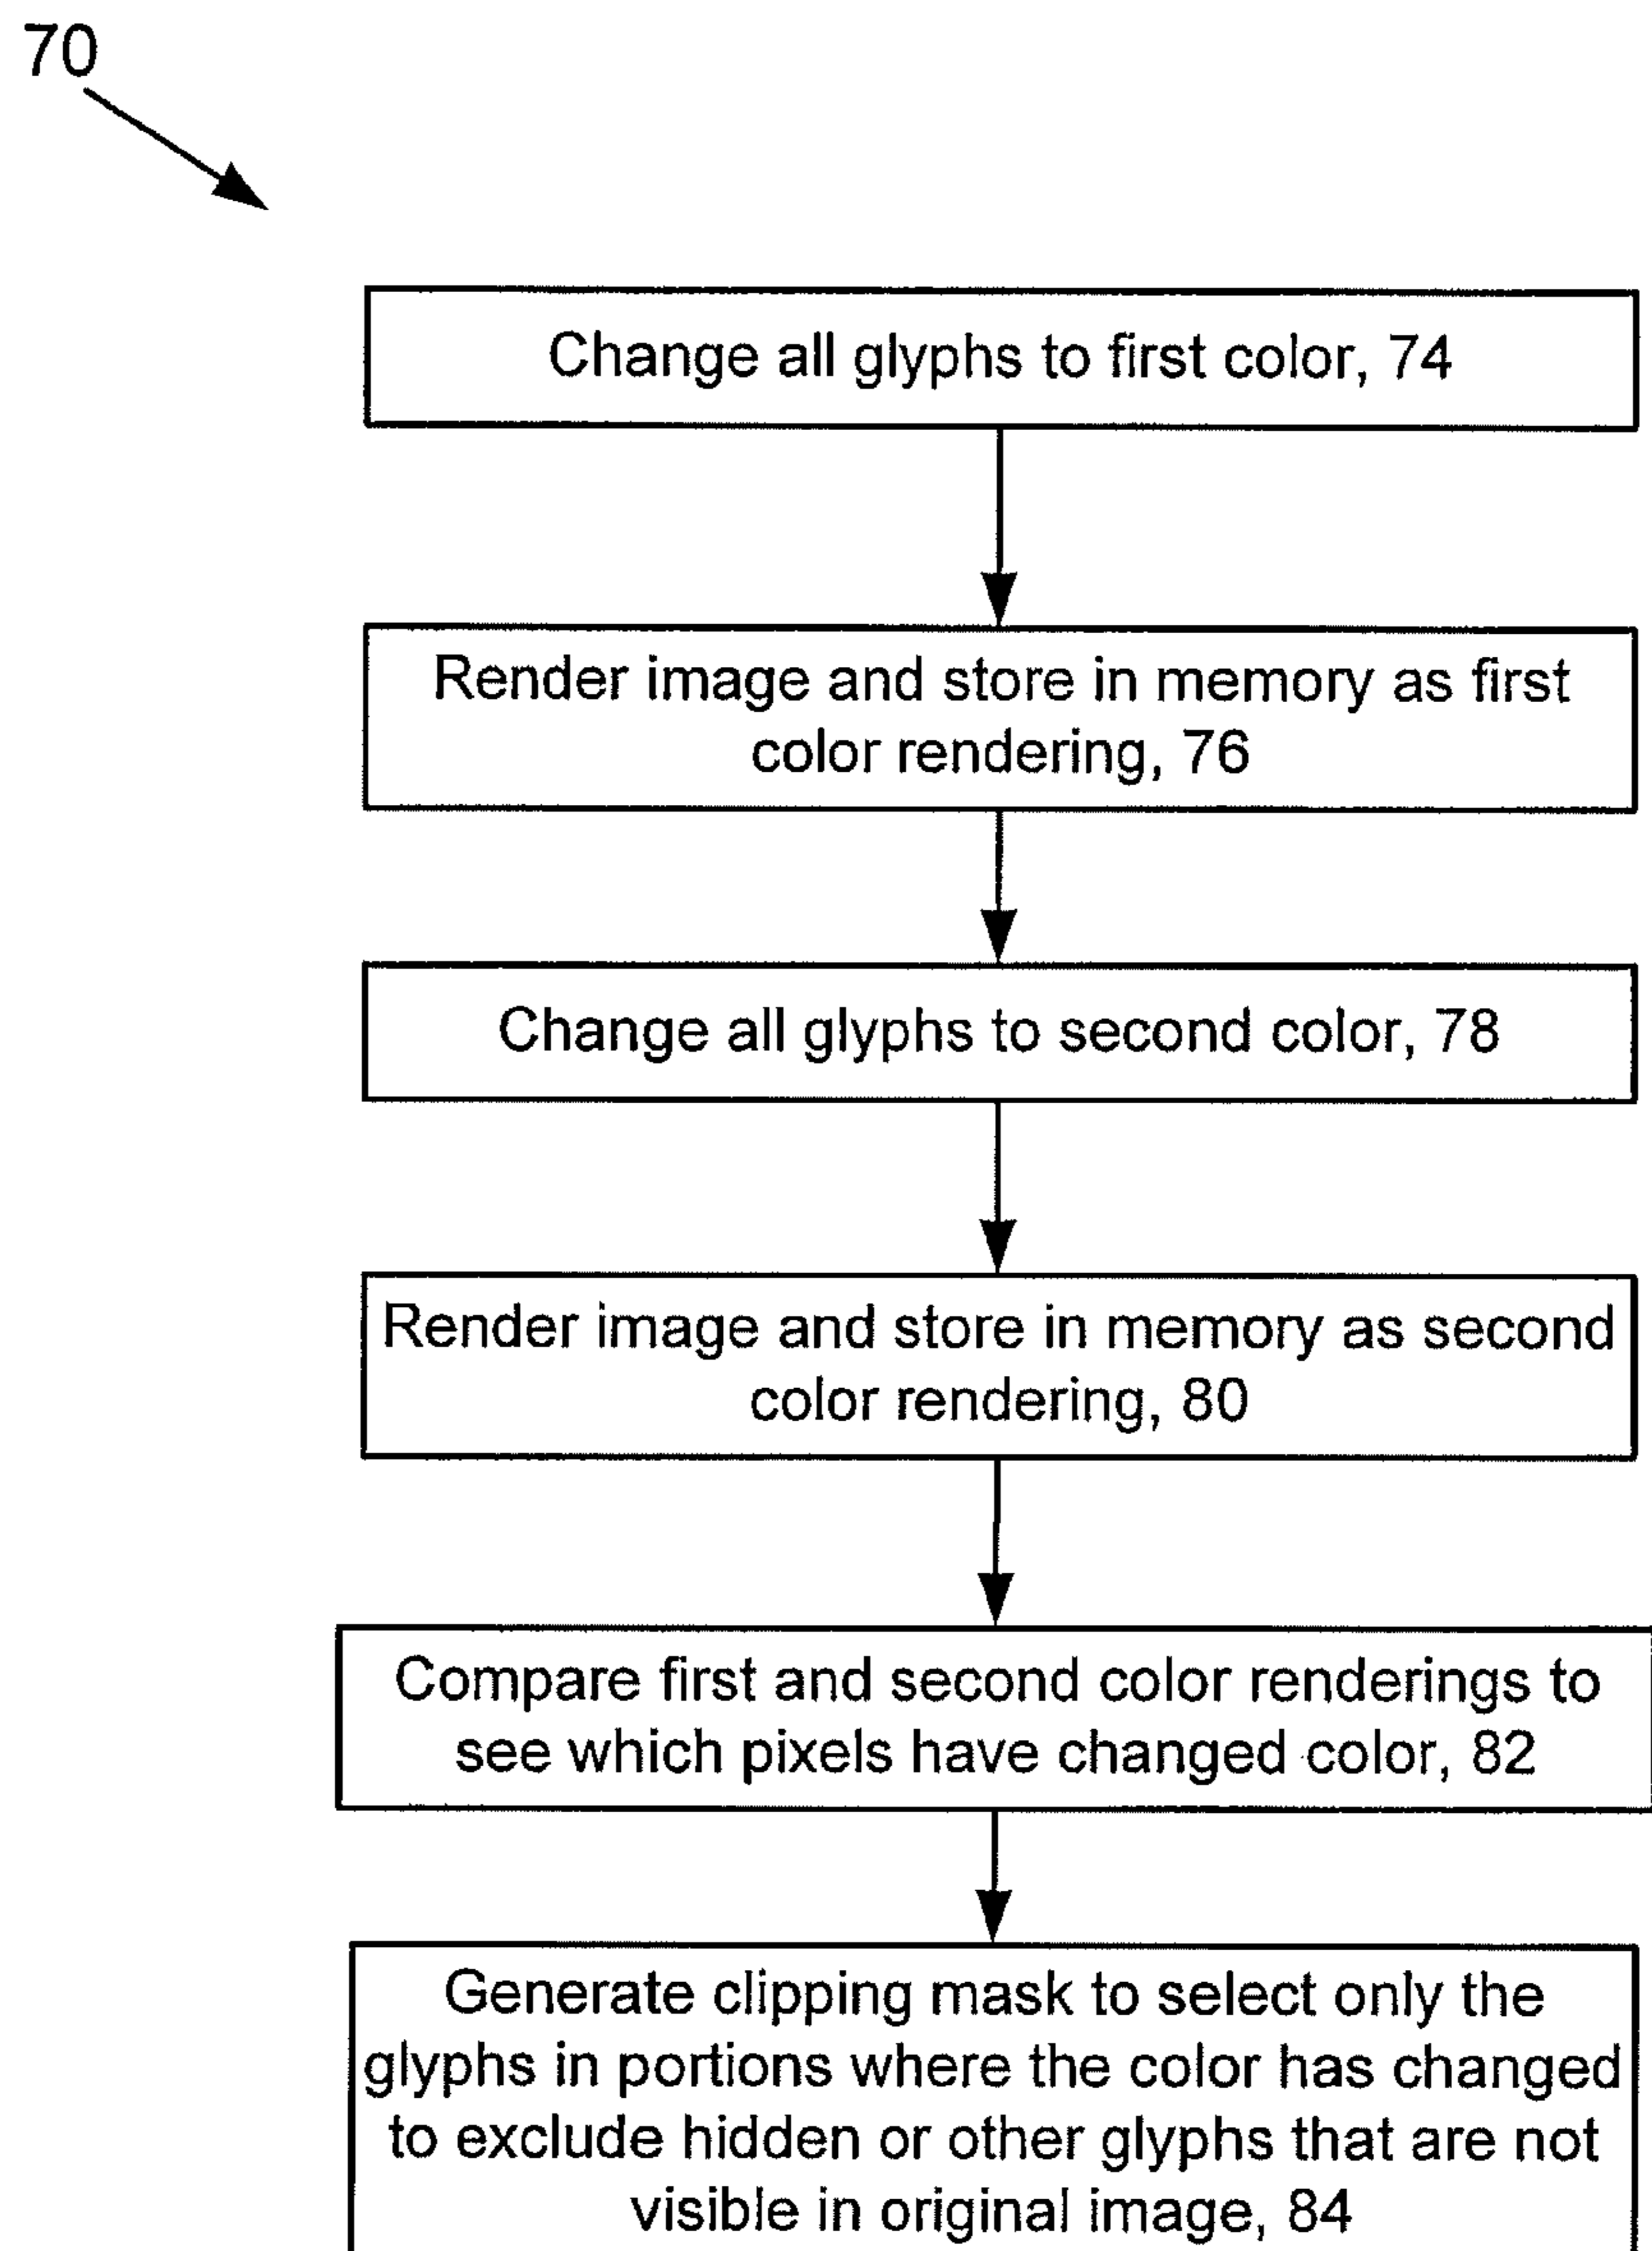 70
Change all glyphs to first color, 74
Render image and store in memory as first
color rendering, 76
Change all glyphs to second color, 78
Render image and store in memory as second
color rendering, 80
Compare first and second color renderings to
see which pixels have changed color, 82
Generate clipping mask to select only the
glyphs in portions where the color has changed
to exclude hidden or other glyphs that are not
visible in original image, 84